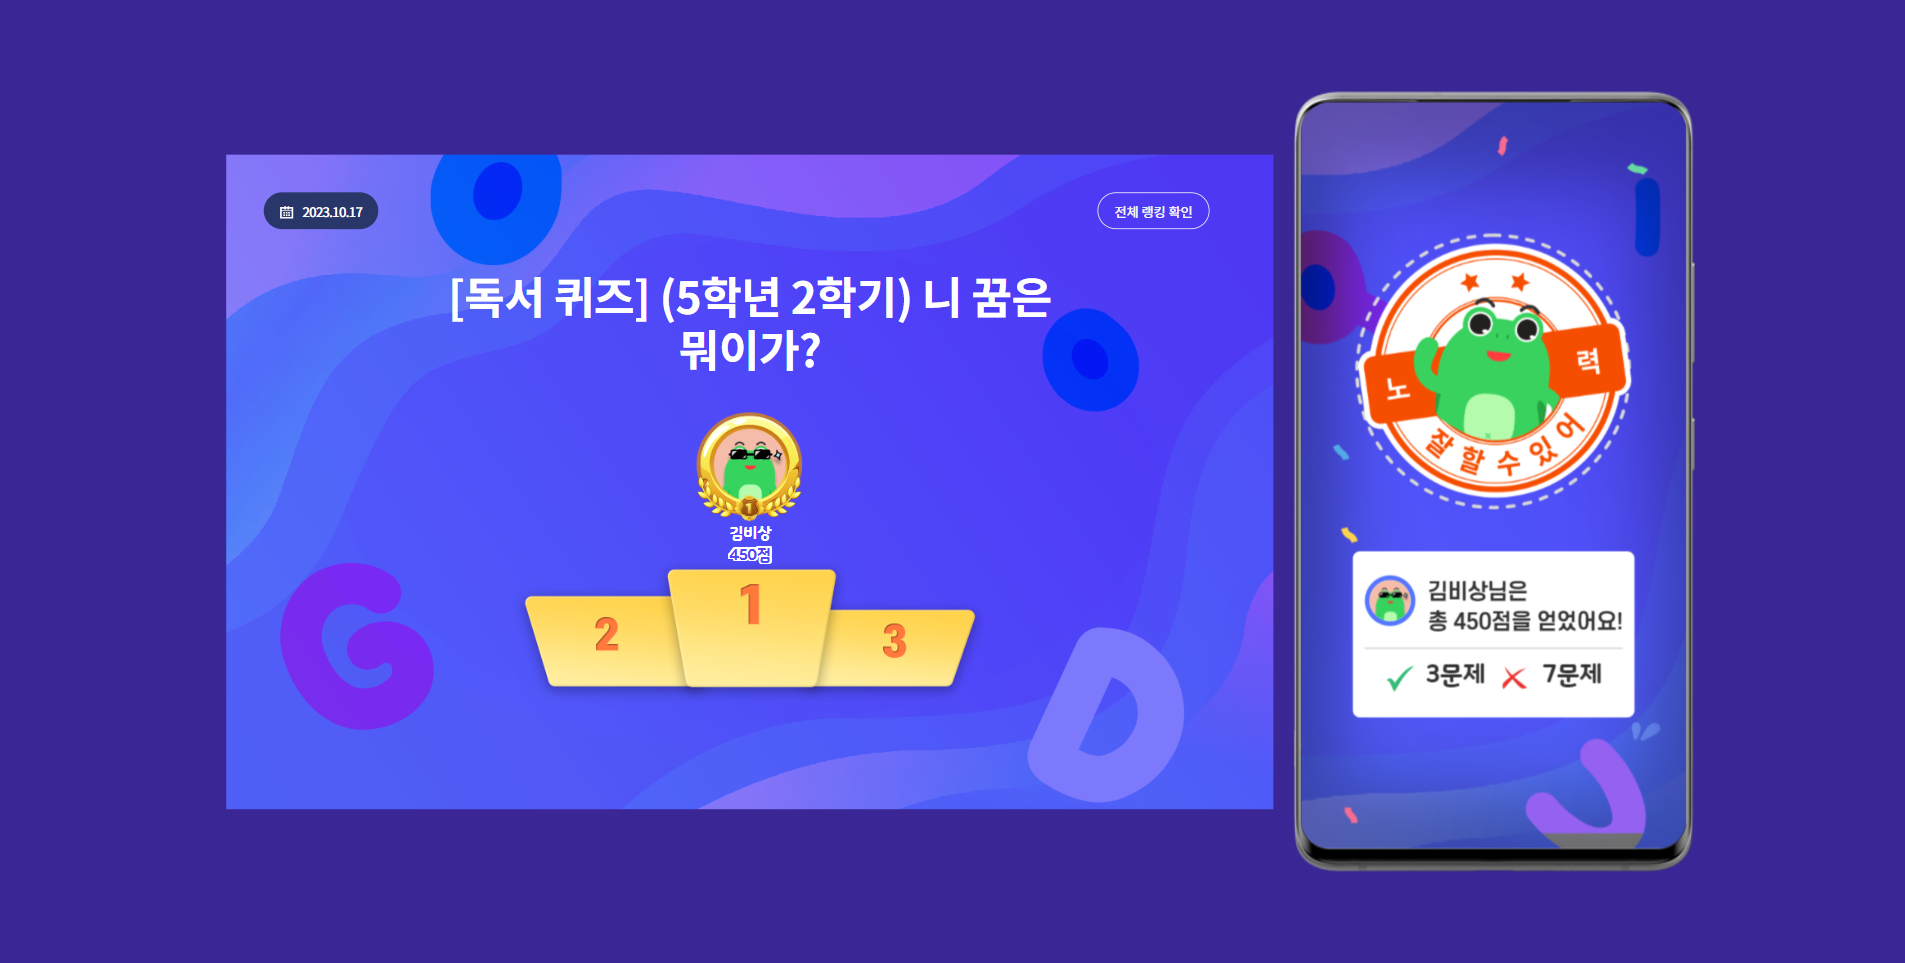 2023.10.17
전체 랭킹 확인
[독서 퀴즈] (5학년 2학기) 니 꿈은
뭐이가?
1
김비상
450점
1
2
3
노
력
잘 할 수 있 어
김비상님은
총 450점을 얻었어요!
3문제
7문제